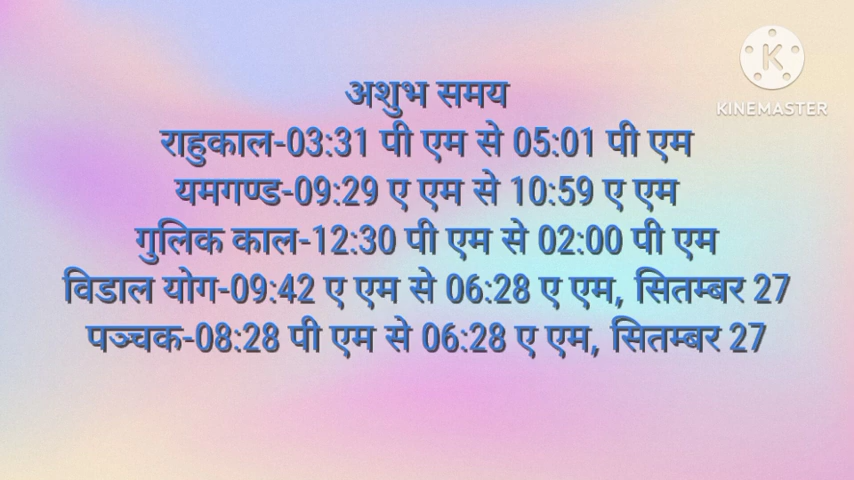 अशुभ समय
राहुकाल-03:31 पी एम से 05:01 पी एम
यमगण्ड-09:29 ए एम से 10:59 ए एम
गुलिक काल-12:30 पी एम से 02:00 पी एम
विडाल योग-09:42 ए एम से 06:28 ए एम, सितम्बर 27
पञ्चक-08:28 पी एम से 06:28 ए एम, सितम्बर 27
K
KINEMASTER